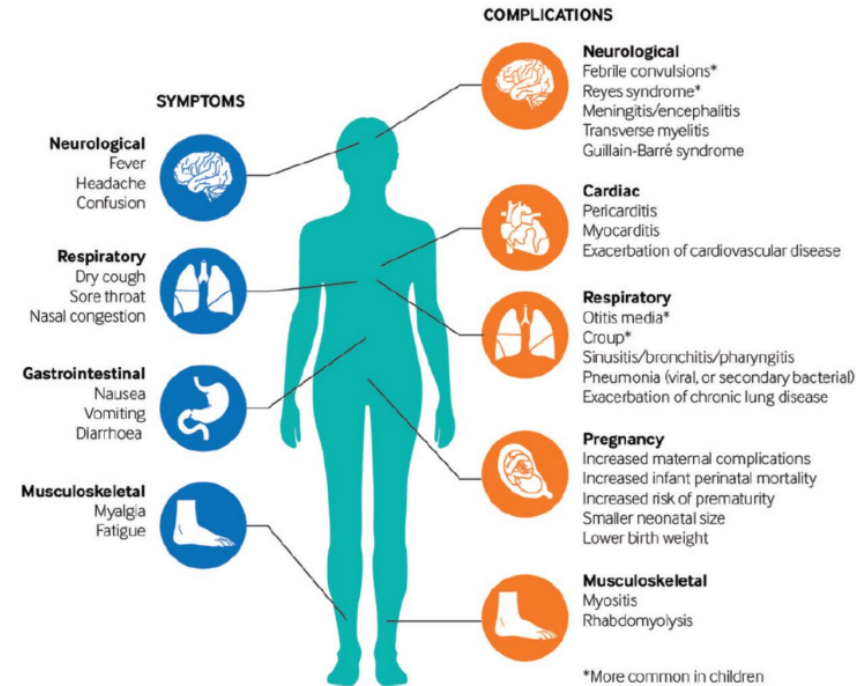 SYMPTOMS
Neurological
Fever
Headache
Confusion
Respiratory
Dry cough
Sore throat
Nasal congestion
Gastrointestinal
Nausea
Vomiting
Diarrhoea
Musculoskeletal
Myalgia
Fatigue
COMPLICATIONS
Neurological
Febrile convulsions*
Reyes syndrome*
Meningitis/encephalitis
Transverse myelitis
Guillain-Barré syndrome
Cardiac
Pericarditis
Myocarditis
Exacerbation of cardiovascular disease
Respiratory
Otitis media*
Croup*
Sinusitis/bronchitis/pharyngitis
Pneumonia (viral, or secondary bacterial)
Exacerbation of chronic lung disease
Pregnancy
Increased maternal complications
Increased infant perinatal mortality
Increased risk of prematurity
Smaller neonatal size
Lower birth weight
Musculoskeletal
Myositis
Rhabdomyolysis
*More common in children